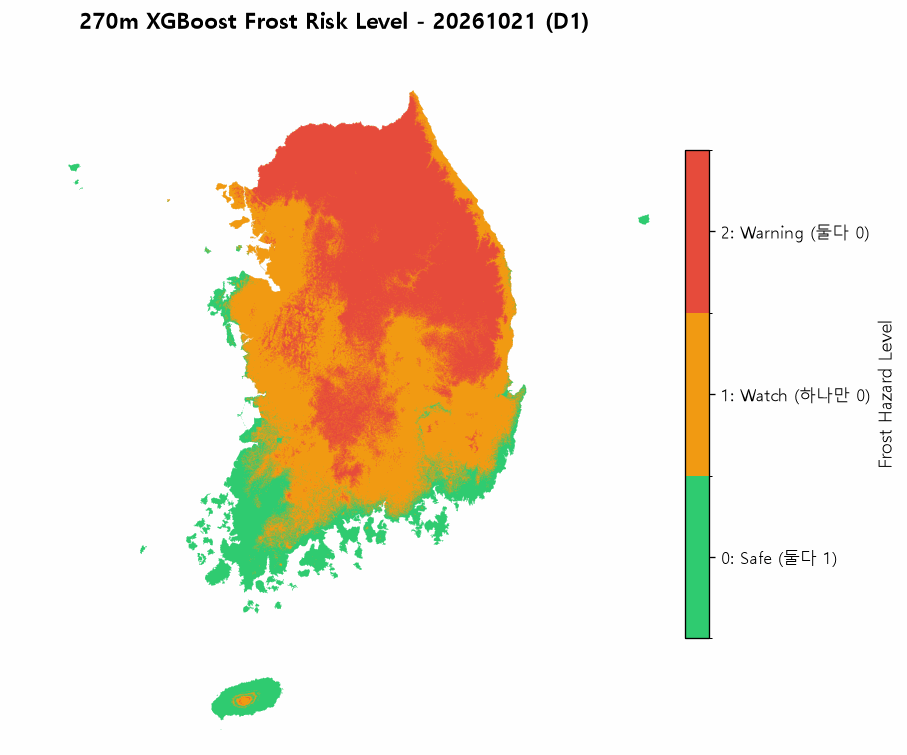 270m XGBoost Frost Risk Level - 20261021 (D1)
2: Warning (둘다 0)
1: Watch (하나만 0)
0: Safe (둘다 1)
Frost Hazard Level